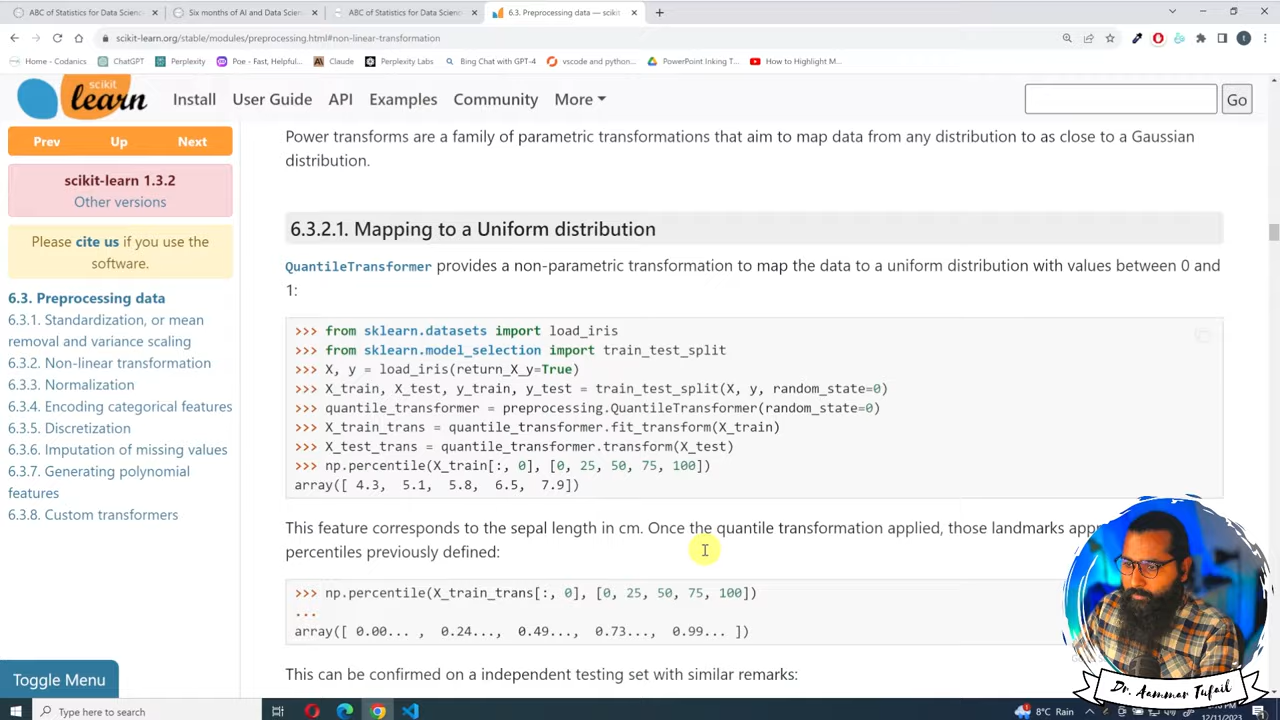 ABC of Statistics for Data Scien
Six months of AI and Data Scienc
ABC of Statistics for Data Scienc
6.3. Preprocessing data — scikit
scikit-learn.org/stable/modules/preprocessing.html#non-linear-transformation
Home - Codanics
ChatGPT
Perplexity
Poe - Fast, Helpful...
Claude
Perplexity Labs
Bing Chat with GPT-4
vscode and python...
PowerPoint Inking T...
How to Highlight M...
scikit
learn
Install
User Guide
API
Examples
Community
More
Go
Prev
Up
Next
scikit-learn 1.3.2
Other versions
Please cite us if you use the
software.
6.3. Preprocessing data
6.3.1. Standardization, or mean
removal and variance scaling
6.3.2. Non-linear transformation
6.3.3. Normalization
6.3.4. Encoding categorical features
6.3.5. Discretization
6.3.6. Imputation of missing values
6.3.7. Generating polynomial
features
6.3.8. Custom transformers
Toggle Menu
Power transforms are a family of parametric transformations that aim to map data from any distribution to as close to a Gaussian
distribution.
6.3.2.1. Mapping to a Uniform distribution
QuantileTransformer provides a non-parametric transformation to map the data to a uniform distribution with values between 0 and
1:
>>> from sklearn.datasets import load_iris
>>> from sklearn.model_selection import train_test_split
>>> X, y = load_iris(return_X_y=True)
>>> X_train, X_test, y_train, y_test = train_test_split(X, y, random_state=0)
>>> quantile_transformer = preprocessing.QuantileTransformer(random_state=0)
>>> X_train_trans = quantile_transformer.fit_transform(X_train)
>>> X_test_trans = quantile_transformer.transform(X_test)
>>> np.percentile(X_train[:, 0], [0, 25, 50, 75, 100])
array([ 4.3, 5.1, 5.8, 6.5, 7.9])
This feature corresponds to the sepal length in cm. Once the quantile transformation applied, those landmarks
percentiles previously defined:
>>> np.percentile(X_train_trans[:, 0], [0, 25, 50, 75, 100])
...
array([ 0.00... , 0.24..., 0.49..., 0.73..., 0.99... ])
This can be confirmed on a independent testing set with similar remarks:
Dr. Aammar Tufail
Type here to search
8°C Rain
12/11/2023